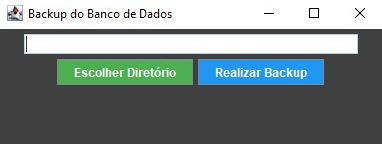 Backup do Banco de Dados
Escolher Diretório
Realizar Backup